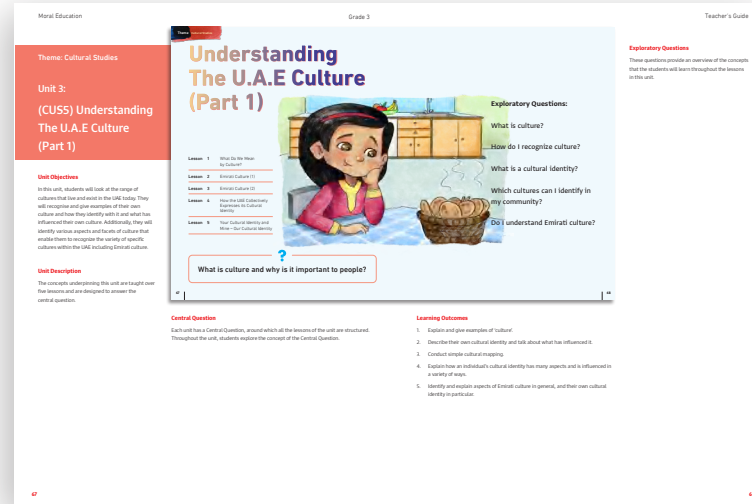 Moral Education
Grade 3
Teacher's Guide
Theme: Cultural Studies
Unit 3:
(CUS5) Understanding
The U.A.E Culture
(Part 1)
Unit Objectives
In this unit, students will look at the range of
cultures that live and exist in the UAE today. They
will recognise and give examples of their own
culture and how they identify with it and what has
influenced their own culture. Additionally, they will
identify various aspects and facets of culture that
enable them to recognize the variety of specific
cultures within the UAE including Emirati culture.
Unit Description
The concepts underpinning this unit are taught over
five lessons and are designed to answer the
central question.
Theme
Understanding
The U.A.E Culture
(Part 1)
Lesson 1 What Do We Mean
by Culture?
Lesson 2 Emirati Culture (1)
Lesson 3 Emirati Culture (2)
Lesson 4 How the UAE Collectively
Expresses its Cultural
Identity
Lesson 5 Your Cultural Identity and
Mine – Our Cultural Identity
Exploratory Questions:
What is culture?
How do I recognize culture?
What is a cultural identity?
Which cultures can I identify in
my community?
Do I understand Emirati culture?
?
What is culture and why is it important to people?
67
68
Exploratory Questions
These questions provide an overview of the concepts
that the students will learn throughout the lessons
in this unit.
Central Question
Each unit has a Central Question, around which all the lessons of the unit are structured.
Throughout the unit, students explore the concept of the Central Question.
Learning Outcomes
1. Explain and give examples of 'culture'.
2. Describe their own cultural identity and talk about what has influenced it.
3. Conduct simple cultural mapping.
4. Explain how an individual's cultural identity has many aspects and is influenced in
a variety of ways.
5. Identify and explain aspects of Emirati culture in general, and their own cultural
identity in particular.
67
6